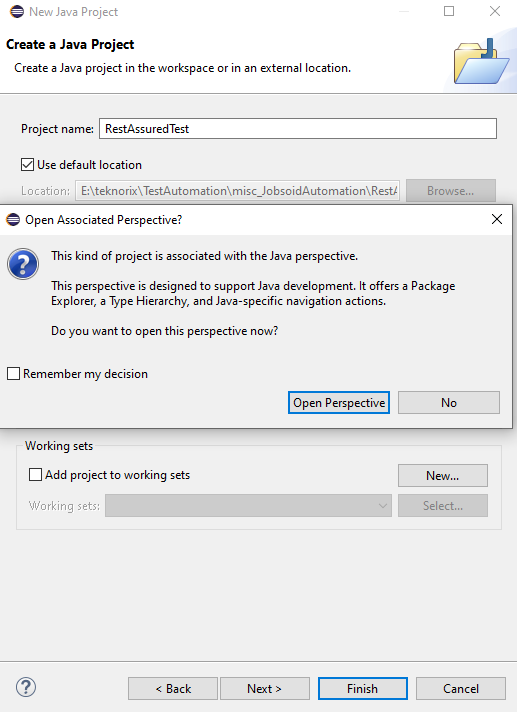 New Java Project
Create a Java Project
Create a Java project in the workspace or in an external location.
Project name: RestAssuredTest
Use default location
Location: E:\teknorix\TestAutomation\misc_JobsoidAutomation\RestA Browse...
Open Associated Perspective?
This kind of project is associated with the Java perspective.
This perspective is designed to support Java development. It offers a Package
Explorer, a Type Hierarchy, and Java-specific navigation actions.
Do you want to open this perspective now?
Remember my decision
Open Perspective No
Working sets
Add project to working sets New...
Working sets: Select...
? < Back Next > Finish Cancel